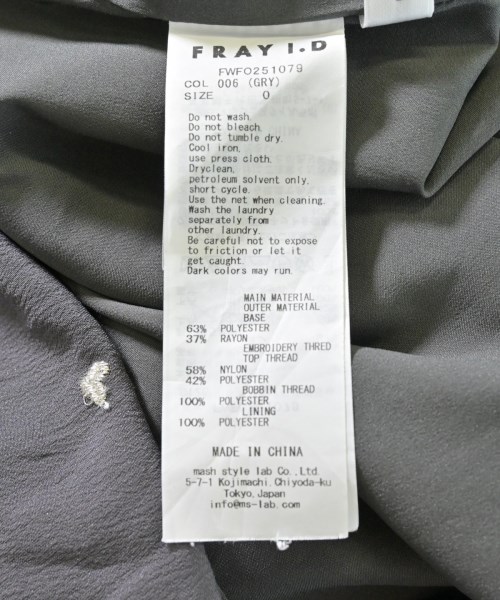 FRAY I.D
FWFO251079
COL 006 (GRY)
SIZE 0
Do not wash.
Do not bleach.
Do not tumble dry.
Cool iron.
use press cloth.
Dryclean.
petroleum solvent only.
short cycle.
Use the net when cleaning.
Wash the laundry
separately from
other laundry.
Be careful not to expose
to friction or let it
get caught.
Dark colors may run.
MAIN MATERIAL
OUTER MATERIAL
BASE
63% POLYESTER
37% RAYON
EMBROIDERY THRED
TOP THREAD
58% NYLON
42% POLYESTER
BOBBIN THREAD
100% POLYESTER
LINING
100% POLYESTER
MADE IN CHINA
mash style lab Co.,Ltd.
5-7-1 Kojimachi,Chiyoda-ku
Tokyo,Japan
info@ms-lab.com